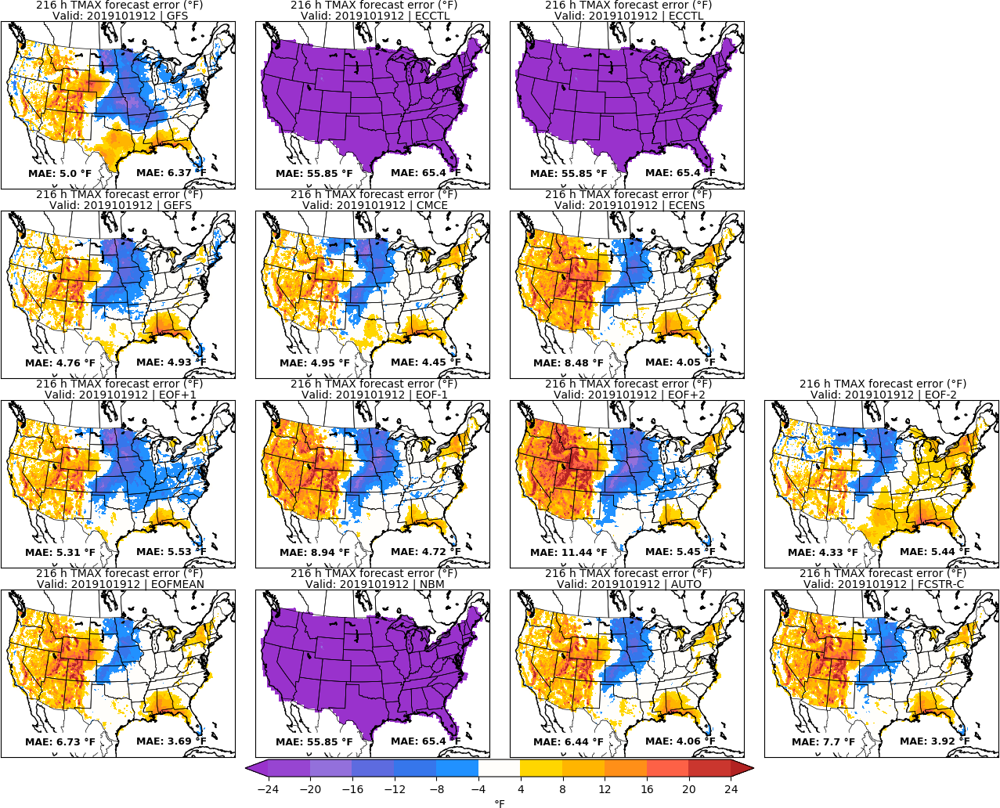 216 h TMAX forecast error (°F)
Valid: 2019101912 | GFS
MAE: 5.0 °F
MAE: 6.37 °F
216 h TMAX forecast error (°F)
Valid: 2019101912 | ECCTL
MAE: 55.85 °F
MAE: 65.4 °F
216 h TMAX forecast error (°F)
Valid: 2019101912 | ECCTL
MAE: 55.85 °F
MAE: 65.4 °F
216 h TMAX forecast error (°F)
Valid: 2019101912 | GEFS
MAE: 4.76 °F
MAE: 4.93 °F
216 h TMAX forecast error (°F)
Valid: 2019101912 | CMCE
MAE: 4.95 °F
MAE: 4.45 °F
216 h TMAX forecast error (°F)
Valid: 2019101912 | ECENS
MAE: 8.48 °F
MAE: 4.05 °F
216 h TMAX forecast error (°F)
Valid: 2019101912 | EOF+1
MAE: 5.31 °F
MAE: 5.53 °F
216 h TMAX forecast error (°F)
Valid: 2019101912 | EOF-1
MAE: 8.94 °F
MAE: 4.72 °F
216 h TMAX forecast error (°F)
Valid: 2019101912 | EOF+2
MAE: 11.44 °F
MAE: 5.45 °F
216 h TMAX forecast error (°F)
Valid: 2019101912 | EOF-2
MAE: 4.33 °F
MAE: 5.44 °F
216 h TMAX forecast error (°F)
Valid: 2019101912 | EOFMEAN
MAE: 6.73 °F
MAE: 3.69 °F
216 h TMAX forecast error (°F)
Valid: 2019101912 | NBM
MAE: 55.85 °F
MAE: 65.4 °F
216 h TMAX forecast error (°F)
Valid: 2019101912 | AUTO
MAE: 6.44 °F
MAE: 4.06 °F
216 h TMAX forecast error (°F)
Valid: 2019101912 | FCSTR-C
MAE: 7.7 °F
MAE: 3.92 °F
−24 −20 −16 −12 −8 −4 4 8 12 16 20 24
°F